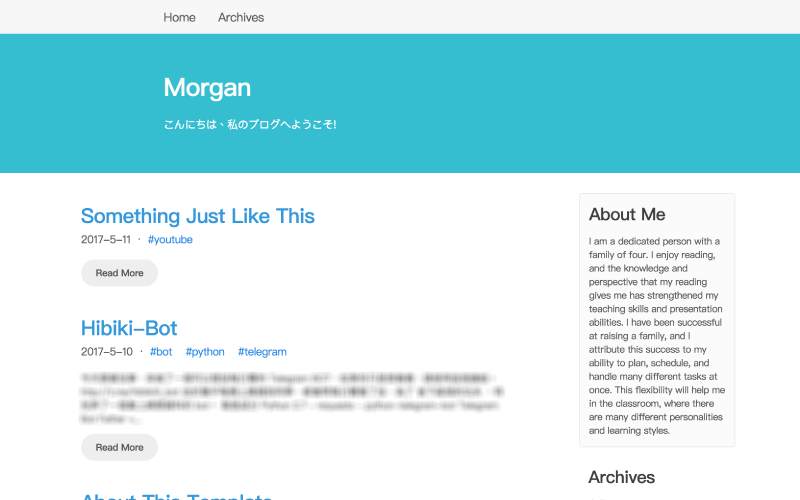 Home Archives
Morgan
こんにちは、私のブログへようこそ!
Something Just Like This
2017-5-11 · #youtube
Read More
Hibiki-Bot
2017-5-10 · #bot #python #telegram
Read More
About This Template
About Me
I am a dedicated person with a
family of four. I enjoy reading,
and the knowledge and
perspective that my reading
gives me has strengthened my
teaching skills and presentation
abilities. I have been successful
at raising a family, and I
attribute this success to my
ability to plan, schedule, and
handle many different tasks at
once. This flexibility will help me
in the classroom, where there
are many different personalities
and learning styles.
Archives